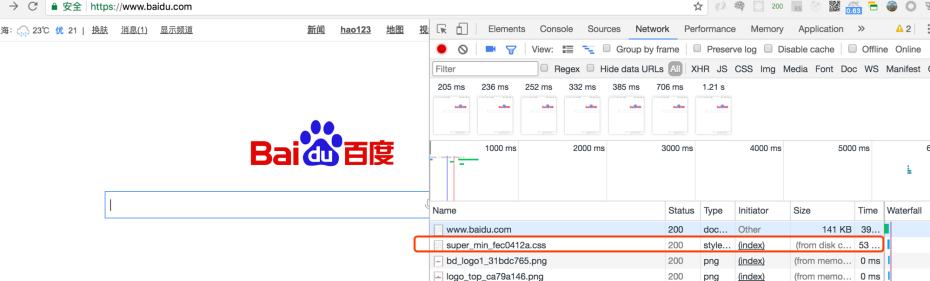 安全 https://www.baidu.com
200
0.63
海: 23℃ 优 21 | 换肤 消息(1) 显示频道
新闻 hao123 地图 视
Elements Console Sources Network Performance Memory Application » 2
View: Group by frame Preserve log Disable cache Offline Online
Filter Regex Hide data URLs All XHR JS CSS Img Media Font Doc WS Manifest
205 ms 236 ms 252 ms 332 ms 385 ms 706 ms 1.21 s
1000 ms 2000 ms 3000 ms 4000 ms 5000 ms 6
Bai du 百度
Name Status Type Initiator Size Time Waterfall
www.baidu.com 200 doc... Other 141 KB 39...
super_min_fec0412a.css 200 style... (index) (from disk c... 53 ...
bd_logo1_31bdc765.png 200 png (index) (from memo... 0 ms
logo_top_ca79a146.png 200 png (index) (from memo... 0 ms